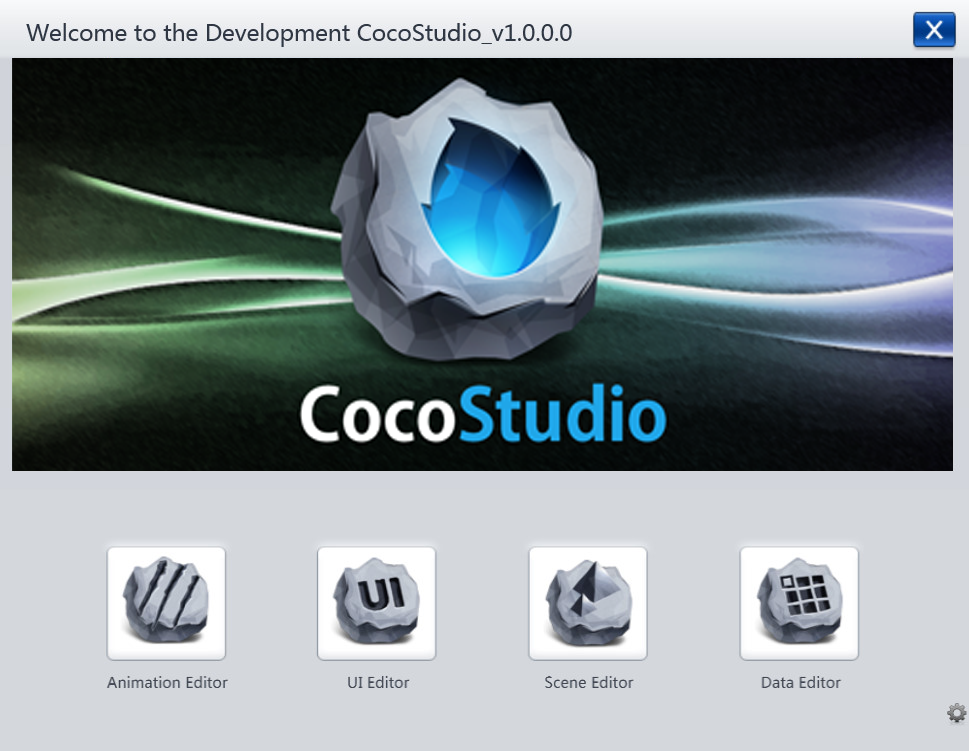 Welcome to the Development CocoStudio_v1.0.0.0
X
CocoStudio
UI
Animation Editor
UI Editor
Scene Editor
Data Editor